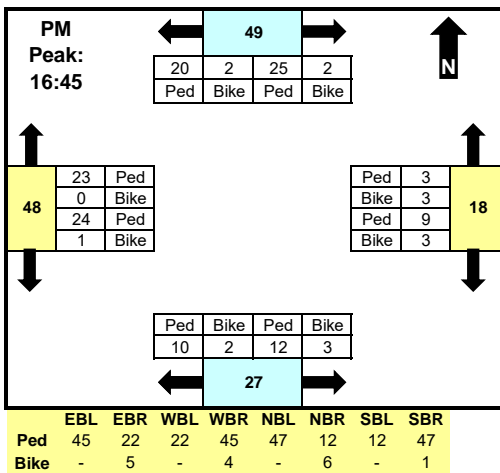 PM
Peak:
16:45
49
N
20 2 25 2
Ped Bike Ped Bike
48
23 Ped
0 Bike
24 Ped
1 Bike
Ped 3
Bike 3
Ped 9
Bike 3
18
Ped Bike Ped Bike
10 2 12 3
27
EBL EBR WBL WBR NBL NBR SBL SBR
Ped 45 22 22 45 47 12 12 47
Bike - 5 - 4 - 6 - 1